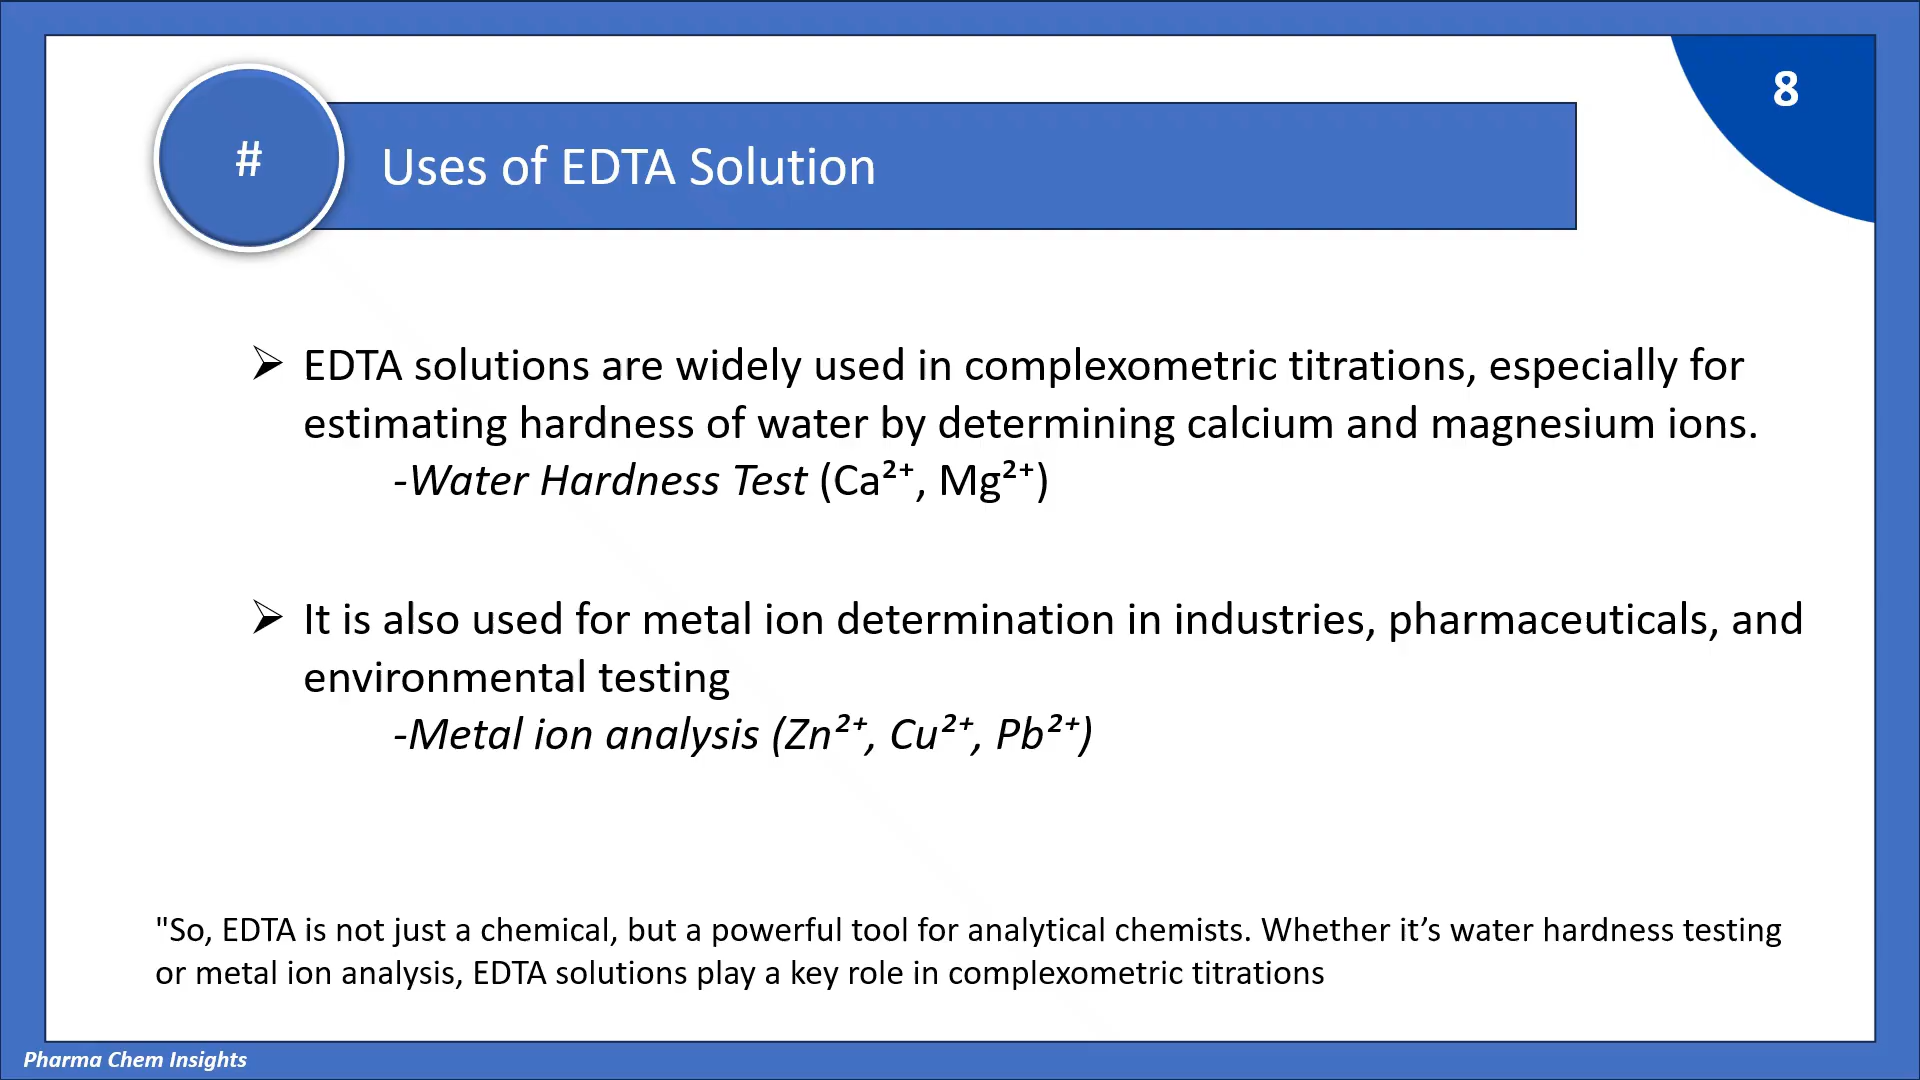 8
#
Uses of EDTA Solution
➢ EDTA solutions are widely used in complexometric titrations, especially for
estimating hardness of water by determining calcium and magnesium ions.
-Water Hardness Test (Ca²⁺, Mg²⁺)
➢ It is also used for metal ion determination in industries, pharmaceuticals, and
environmental testing
-Metal ion analysis (Zn²⁺, Cu²⁺, Pb²⁺)
"So, EDTA is not just a chemical, but a powerful tool for analytical chemists. Whether it’s water hardness testing
or metal ion analysis, EDTA solutions play a key role in complexometric titrations
Pharma Chem Insights